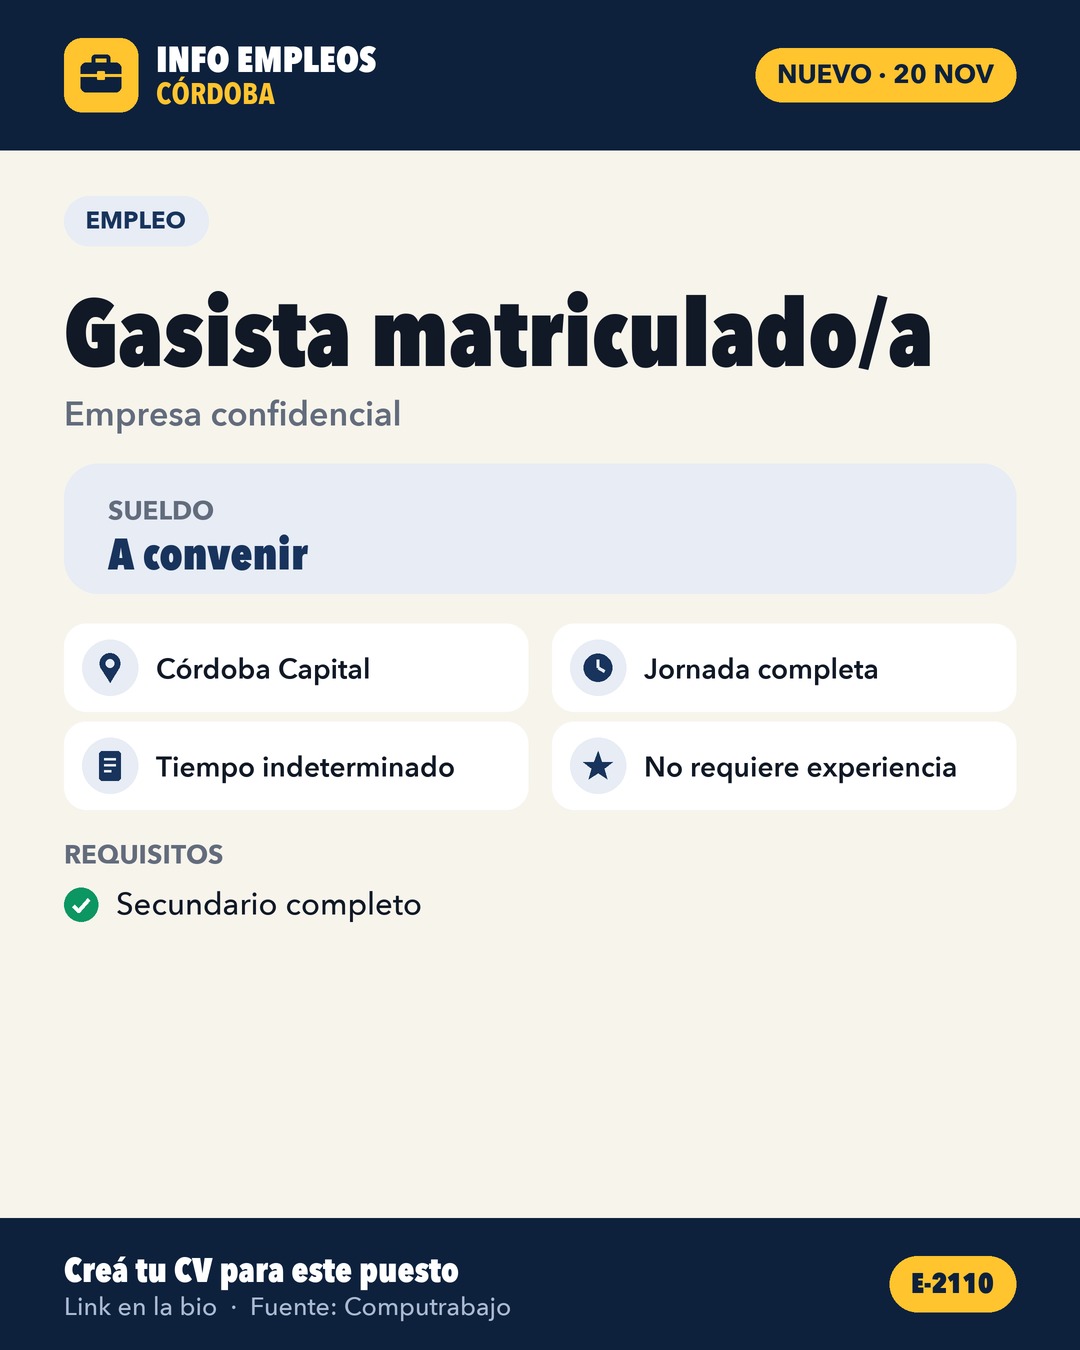 INFO EMPLEOS
CÓRDOBA
NUEVO · 20 NOV
EMPLEO
Gasista matriculado/a
Empresa confidencial
SUELDO
A convenir
Córdoba Capital
Jornada completa
Tiempo indeterminado
No requiere experiencia
REQUISITOS
Secundario completo
Creá tu CV para este puesto
Link en la bio · Fuente: Computrabajo
E-2110